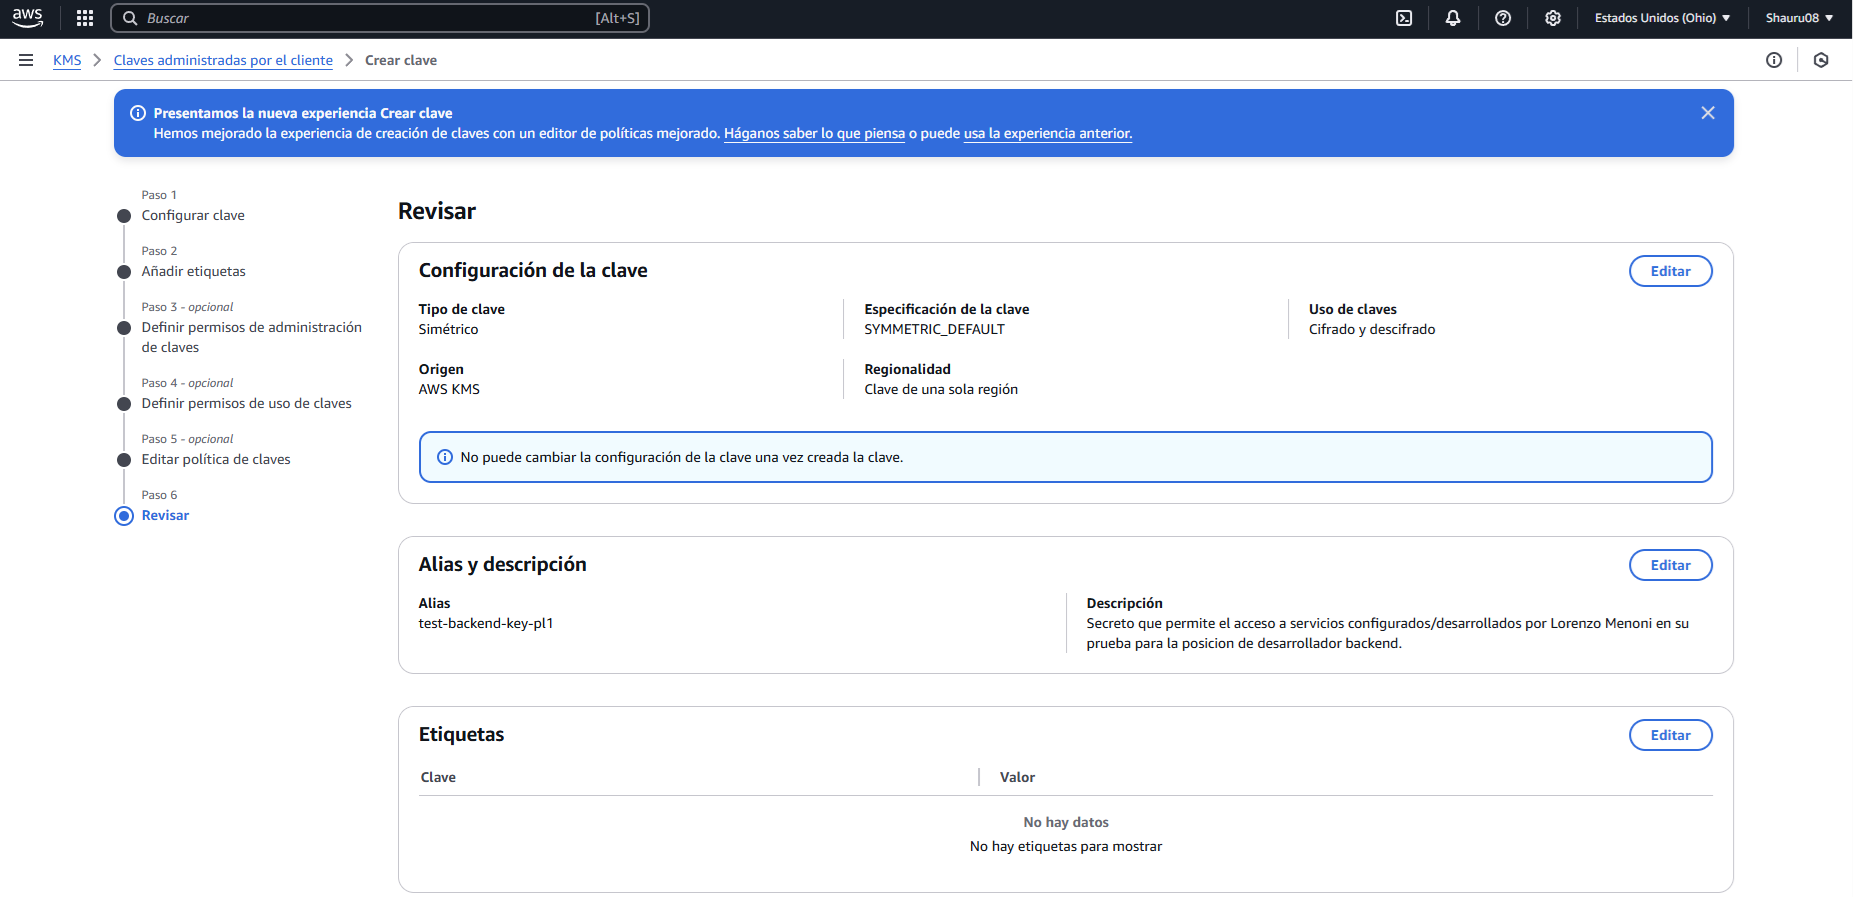 aws
Buscar [Alt+S]
Estados Unidos (Ohio)
Shauru08
KMS
Claves administradas por el cliente
Crear clave
Presentamos la nueva experiencia Crear clave
Hemos mejorado la experiencia de creación de claves con un editor de políticas mejorado. Háganos saber lo que piensa o puede usa la experiencia anterior.
Paso 1
Configurar clave
Paso 2
Añadir etiquetas
Paso 3 - opcional
Definir permisos de administración
de claves
Paso 4 - opcional
Definir permisos de uso de claves
Paso 5 - opcional
Editar política de claves
Paso 6
Revisar
Revisar
Configuración de la clave
Editar
Tipo de clave
Simétrico
Especificación de la clave
SYMMETRIC_DEFAULT
Uso de claves
Cifrado y descifrado
Origen
AWS KMS
Regionalidad
Clave de una sola región
No puede cambiar la configuración de la clave una vez creada la clave.
Alias y descripción
Editar
Alias
test-backend-key-pl1
Descripción
Secreto que permite el acceso a servicios configurados/desarrollados por Lorenzo Menoni en su
prueba para la posicion de desarrollador backend.
Etiquetas
Editar
Clave
Valor
No hay datos
No hay etiquetas para mostrar